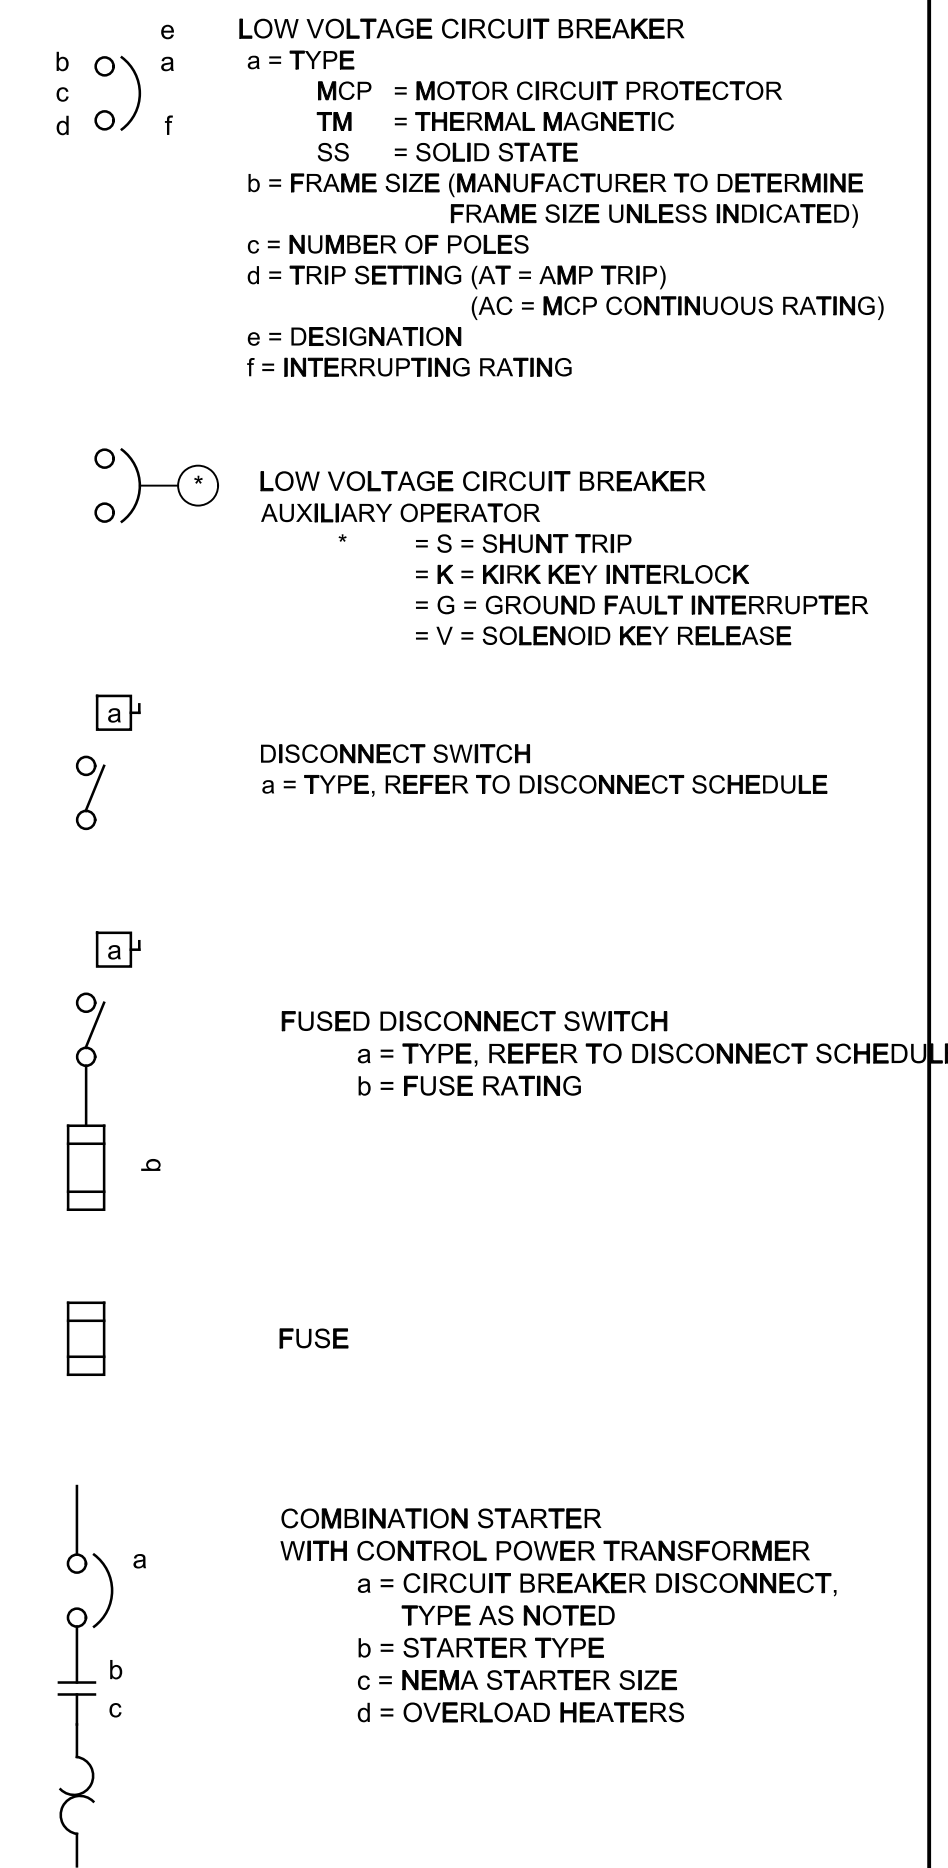 e LOW VOLTAGE CIRCUIT BREAKER
b a a = TYPE
c MCP = MOTOR CIRCUIT PROTECTOR
d f TM = THERMAL MAGNETIC
SS = SOLID STATE
b = FRAME SIZE (MANUFACTURER TO DETERMINE
FRAME SIZE UNLESS INDICATED)
c = NUMBER OF POLES
d = TRIP SETTING (AT = AMP TRIP)
(AC = MCP CONTINUOUS RATING)
e = DESIGNATION
f = INTERRUPTING RATING
* LOW VOLTAGE CIRCUIT BREAKER
AUXILIARY OPERATOR
* = S = SHUNT TRIP
= K = KIRK KEY INTERLOCK
= G = GROUND FAULT INTERRUPTER
= V = SOLENOID KEY RELEASE
a
DISCONNECT SWITCH
a = TYPE, REFER TO DISCONNECT SCHEDULE
a
FUSED DISCONNECT SWITCH
a = TYPE, REFER TO DISCONNECT SCHEDUL
b = FUSE RATING
b
FUSE
COMBINATION STARTER
WITH CONTROL POWER TRANSFORMER
a a = CIRCUIT BREAKER DISCONNECT,
TYPE AS NOTED
b = STARTER TYPE
b c = NEMA STARTER SIZE
c d = OVERLOAD HEATERS